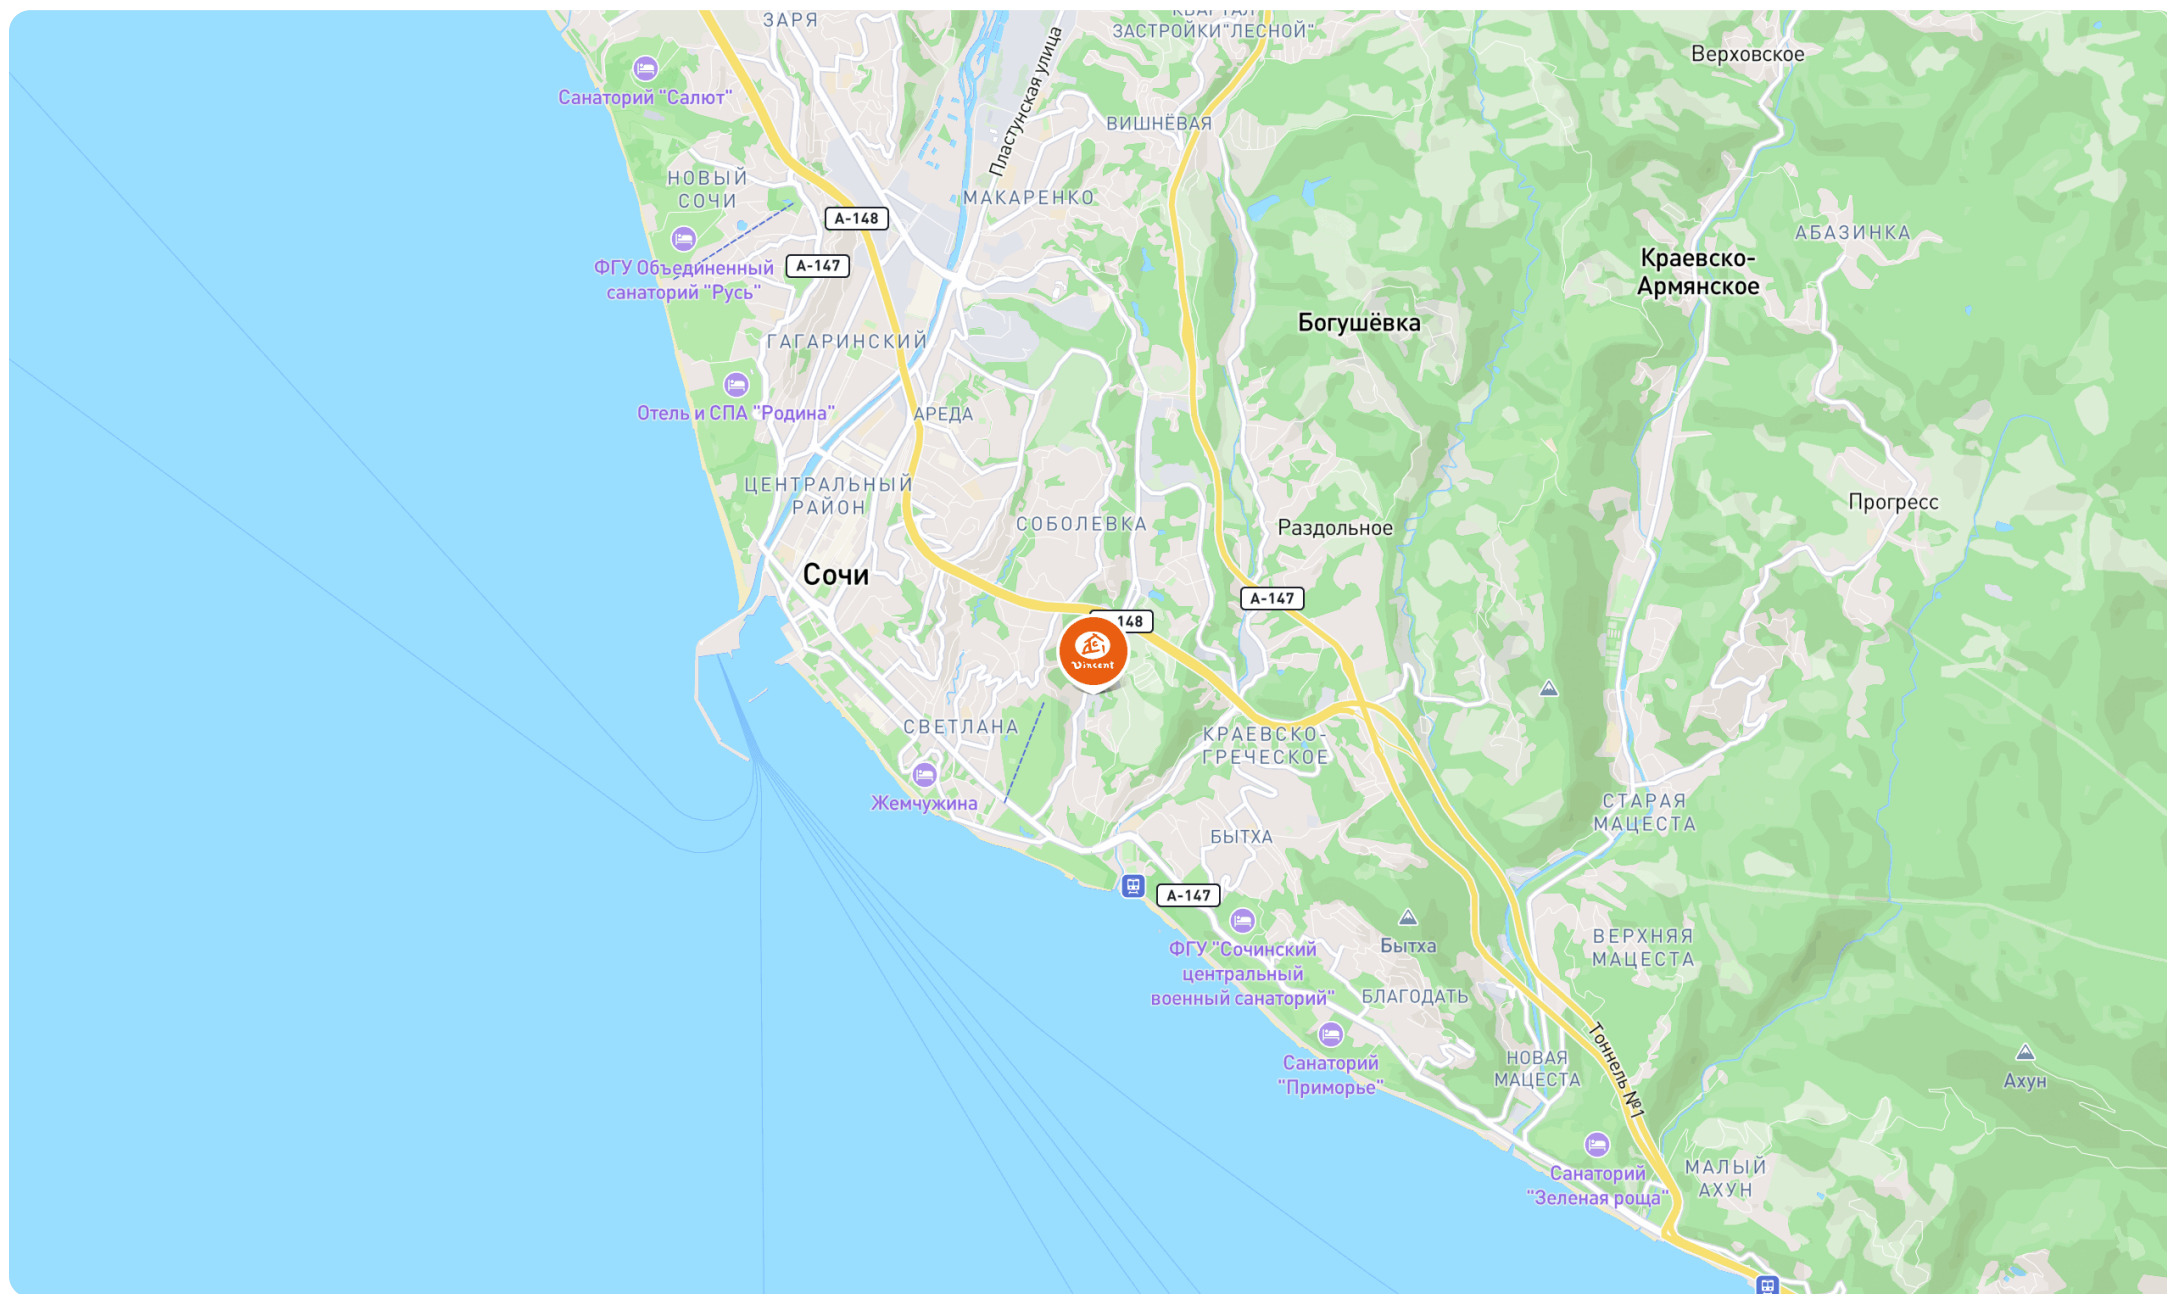 ЗАРЯ
КВАРТАЛ
ЗАСТРОЙКИ"ЛЕСНОЙ"
Верховское
Санаторий "Салют"
Пластунская улица
ВИШНЁВАЯ
НОВЫЙ
СОЧИ
МАКАРЕНКО
А-148
АБАЗИНКА
ФГУ Объединенный
санаторий "Русь"
А-147
Краевско-
Армянское
Богушёвка
ГАГАРИНСКИЙ
Отель и СПА "Родина"
АРЕДА
ЦЕНТРАЛЬНЫЙ
РАЙОН
СОБОЛЕВКА
Раздольное
Прогресс
Сочи
А-147
148
Vincent
СВЕТЛАНА
КРАЕВСКО-
ГРЕЧЕСКОЕ
Жемчужина
СТАРАЯ
МАЦЕСТА
БЫТХА
А-147
ФГУ "Сочинский
центральный
военный санаторий"
Бытха
ВЕРХНЯЯ
МАЦЕСТА
БЛАГОДАТЬ
Санаторий
"Приморье"
НОВАЯ
МАЦЕСТА
Тоннель №1
Ахун
Санаторий
"Зеленая роща"
МАЛЫЙ
АХУН